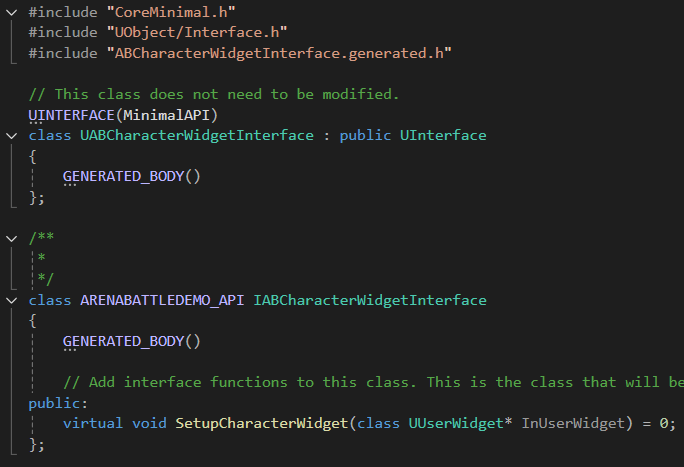 #include "CoreMinimal.h"
#include "UObject/Interface.h"
#include "ABCharacterWidgetInterface.generated.h"
// This class does not need to be modified.
UINTERFACE(MinimalAPI)
class UABCharacterWidgetInterface : public UInterface
{
GENERATED_BODY()
};
/**
*
*/
class ARENABATTLEDEMO_API IABCharacterWidgetInterface
{
GENERATED_BODY()
// Add interface functions to this class. This is the class that will be
public:
virtual void SetupCharacterWidget(class UUserWidget* InUserWidget) = 0;
};